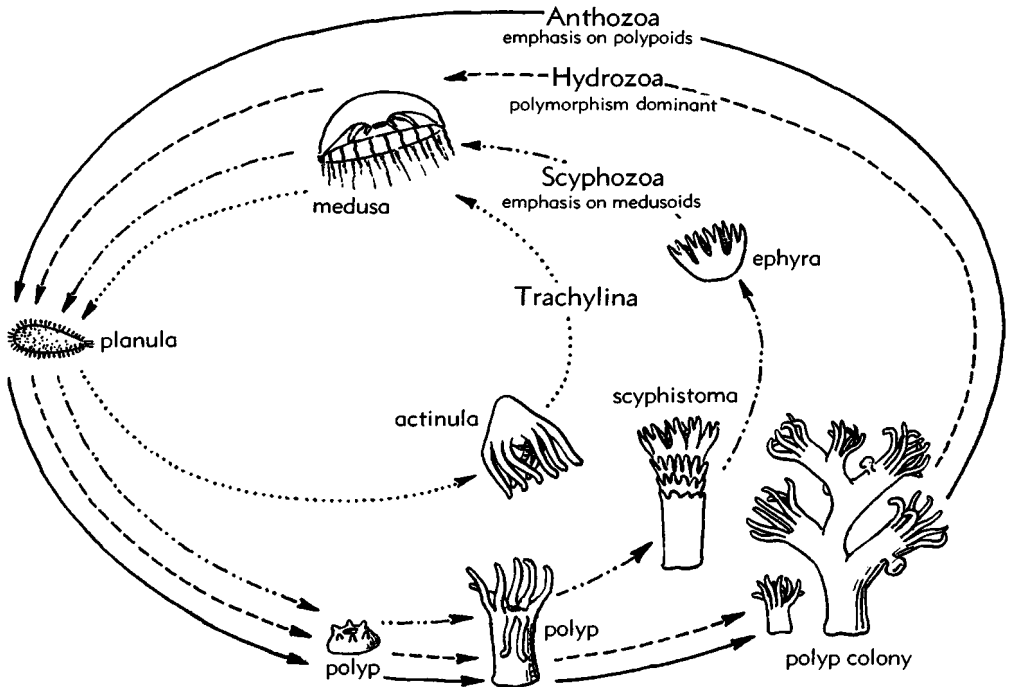 Anthozoa
emphasis on polypoids
Hydrozoa
polymorphism dominant
Scyphozoa
emphasis on medusoids
medusa
ephyra
Trachylina
planula
scyphistoma
actinula
polyp
polyp
polyp colony